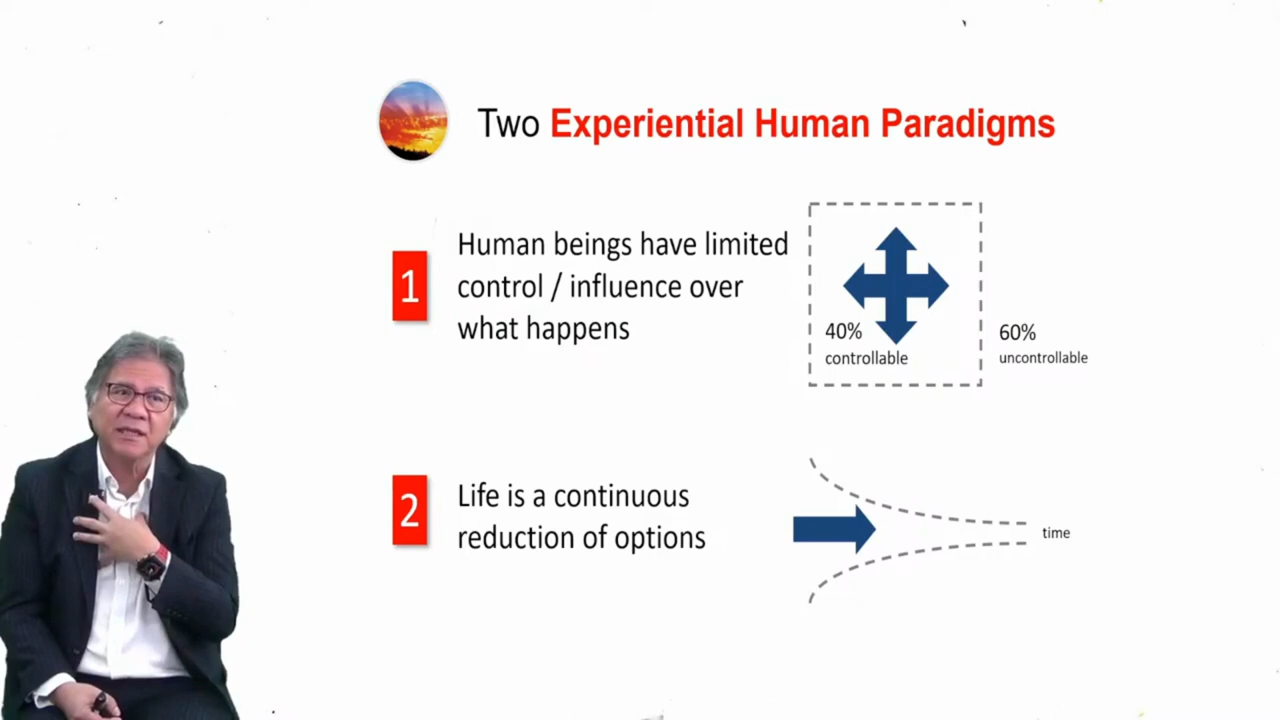 Two Experiential Human Paradigms
1
Human beings have limited
control / influence over
what happens
40%
controllable
60%
uncontrollable
2
Life is a continuous
reduction of options
time